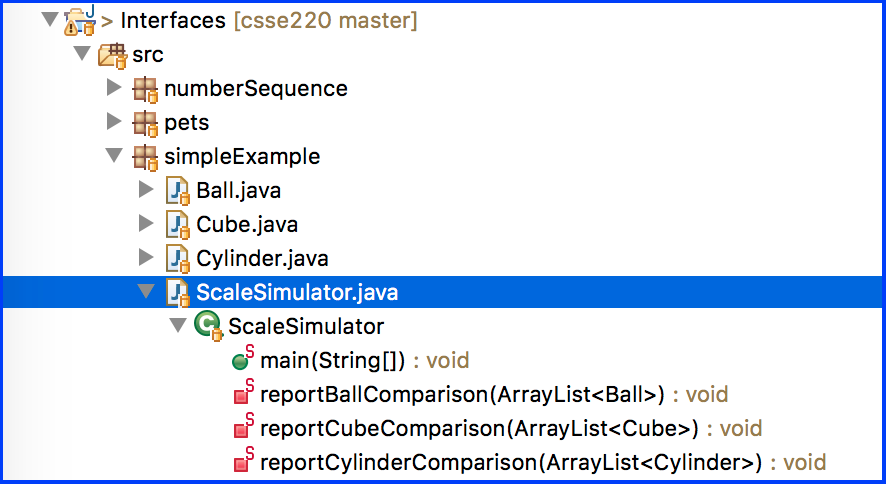 > Interfaces [csse220 master]
src
numberSequence
pets
simpleExample
Ball.java
Cube.java
Cylinder.java
ScaleSimulator.java
ScaleSimulator
main(String[]) : void
reportBallComparison(ArrayList<Ball>) : void
reportCubeComparison(ArrayList<Cube>) : void
reportCylinderComparison(ArrayList<Cylinder>) : void